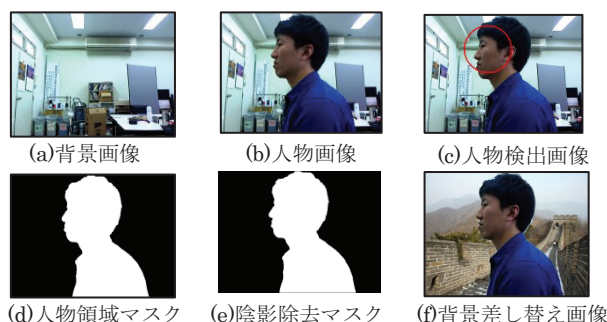 (a)背景画像
(b)人物画像
(c)人物検出画像
(d)人物領域マスク
(e)陰影除去マスク
(f)背景差し替え画像